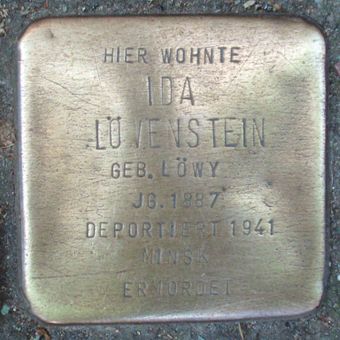 HIER WOHNTE
IDA
LÖWENSTEIN
GEB. LÖWY
JG. 1887
DEPORTIERT 1941
MINSK
ERMORDET